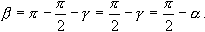 β = π − π/2 − γ = π/2 − γ = π/2 − α.